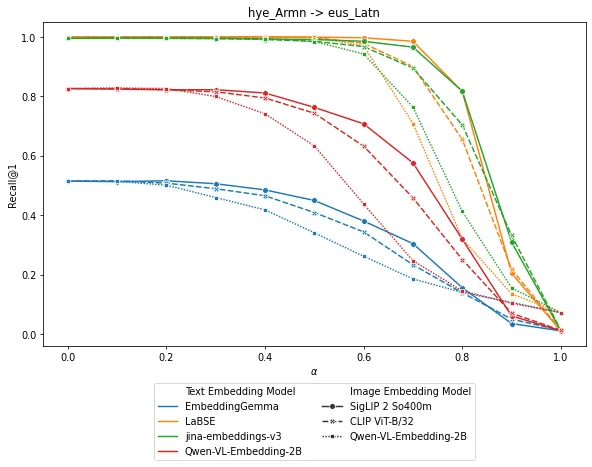 hye_Armn -> eus_Latn
Recall@1
1.0
0.8
0.6
0.4
0.2
0.0
0.0 0.2 0.4 0.6 0.8 1.0
α
Text Embedding Model Image Embedding Model
EmbeddingGemma SigLIP 2 So400m
LaBSE CLIP ViT-B/32
jina-embeddings-v3 Qwen-VL-Embedding-2B
Qwen-VL-Embedding-2B